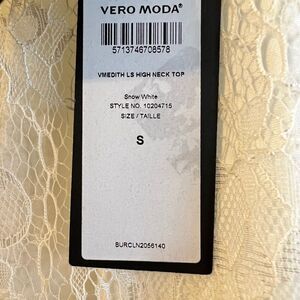 VERO MODA®
5713746708578
VMEDITH LS HIGH NECK TOP
Snow White
STYLE NO. 10204715
SIZE / TAILLE
S
BURCLN2056140